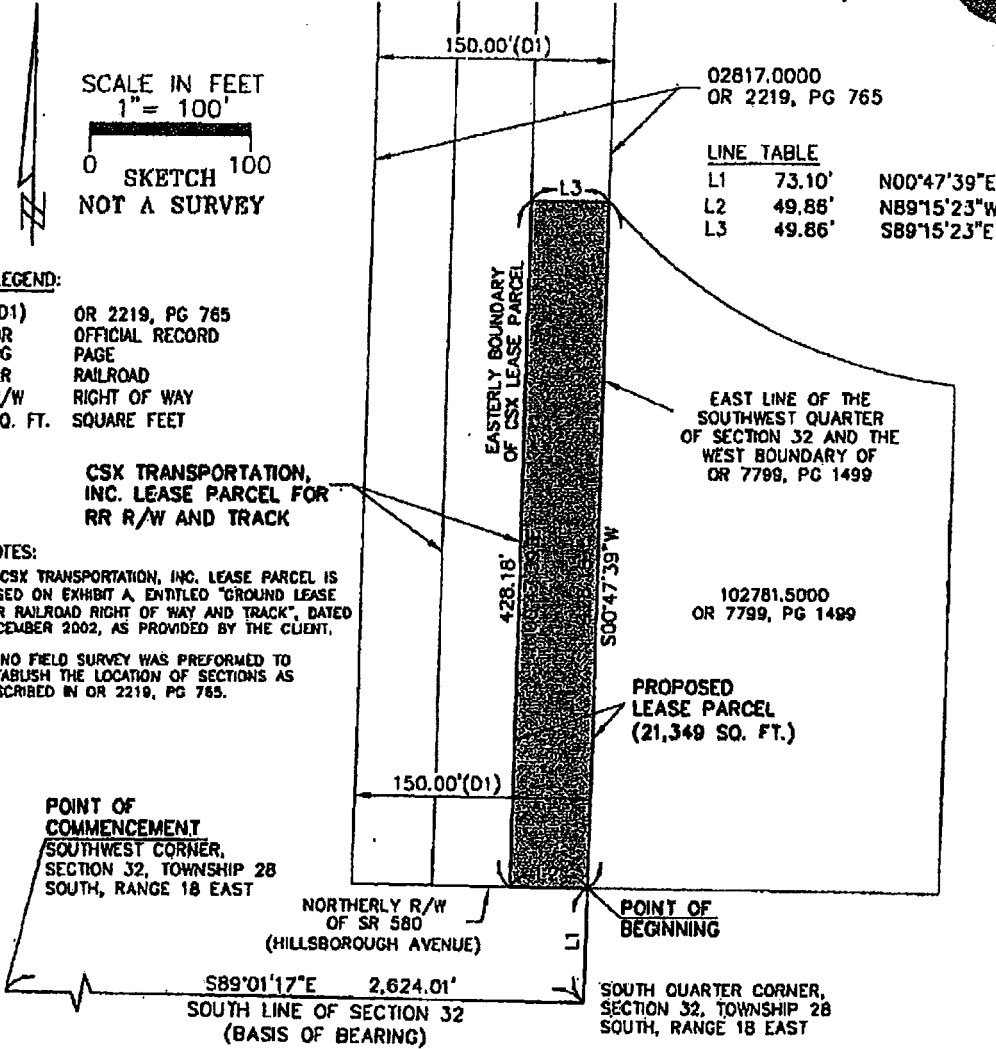 150.00'(D1)
SCALE IN FEET
1"= 100'
0 100
SKETCH
NOT A SURVEY
02817.0000
OR 2219, PG 765
LINE TABLE
L1 73.10' N00°47'39"E
L2 49.86' N89°15'23"W
L3 49.86' S89°15'23"E
L3
LEGEND:
D1) OR 2219, PG 765
OR OFFICIAL RECORD
G PAGE
R RAILROAD
/W RIGHT OF WAY
Q. FT. SQUARE FEET
EASTERLY BOUNDARY
OF CSX LEASE PARCEL
EAST LINE OF THE
SOUTHWEST QUARTER
OF SECTION 32 AND THE
WEST BOUNDARY OF
OR 7799, PG 1499
CSX TRANSPORTATION,
INC. LEASE PARCEL FOR
RR R/W AND TRACK
OTES:
CSX TRANSPORTATION, INC. LEASE PARCEL IS
SED ON EXHIBIT A, ENTITLED "GROUND LEASE
R RAILROAD RIGHT OF WAY AND TRACK", DATED
CEMBER 2002, AS PROVIDED BY THE CLIENT.
NO FIELD SURVEY WAS PREFORMED TO
TABLISH THE LOCATION OF SECTIONS AS
SCRIBED IN OR 2219, PG 765.
428.18'
S00°47'39"W
102781.5000
OR 7799, PG 1499
PROPOSED
LEASE PARCEL
(21,349 SQ. FT.)
150.00'(D1)
POINT OF
COMMENCEMENT
SOUTHWEST CORNER,
SECTION 32, TOWNSHIP 28
SOUTH, RANGE 18 EAST
NORTHERLY R/W
OF SR 580
(HILLSBOROUGH AVENUE)
POINT OF
BEGINNING
L1
S89°01'17"E 2,624.01'
SOUTH LINE OF SECTION 32
(BASIS OF BEARING)
SOUTH QUARTER CORNER,
SECTION 32, TOWNSHIP 28
SOUTH, RANGE 18 EAST